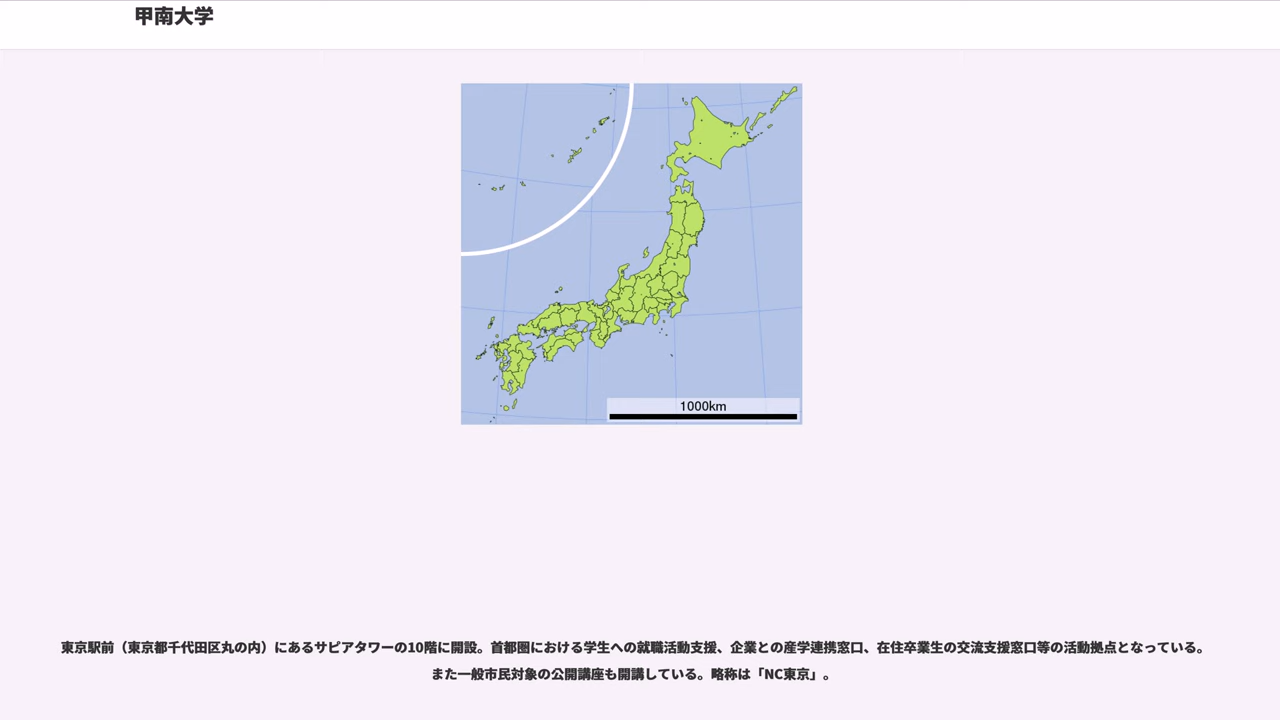 甲南大学
1000km
東京駅前（東京都千代田区丸の内）にあるサピアタワーの10階に開設。首都圏における学生への就職活動支援、企業との産学連携窓口、在住卒業生の交流支援窓口等の活動拠点となっている。
また一般市民対象の公開講座も開講している。略称は「NC東京」。